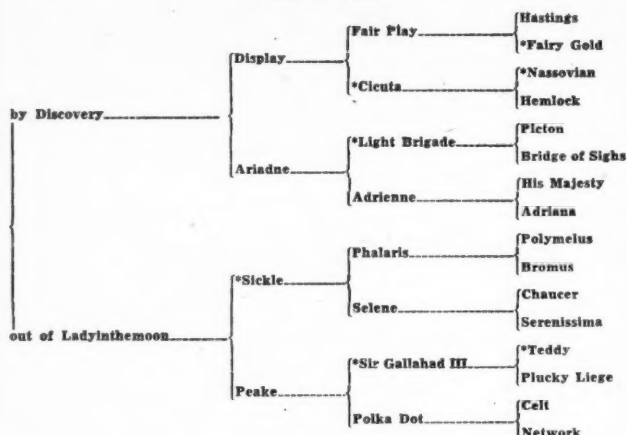 Hastings
Fair Play
*Fairy Gold
Display
*Nassovian
*Cicuta
Hemlock
by Discovery
Picton
*Light Brigade
Bridge of Sighs
Ariadne
His Majesty
Adrienne
Adriana
Polymelus
Phalaris
Bromus
*Sickle
Chaucer
Selene
Serenissima
out of Ladyinthemoon
*Teddy
*Sir Gallahad III
Plucky Liege
Peake
Celt
Polka Dot
Network